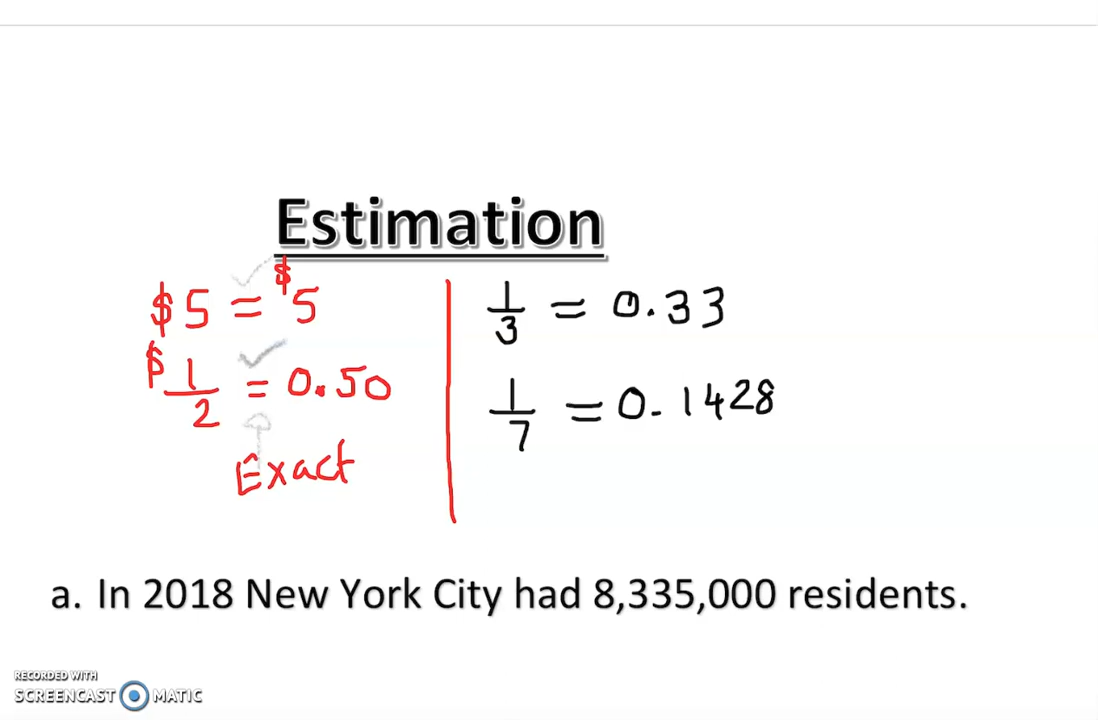 Estimation
$5 = $5
$ 1/2 = 0.50
Exact
1/3 = 0.33
1/7 = 0.1428
a. In 2018 New York City had 8,335,000 residents.
RECORDED WITH
SCREENCAST MATIC